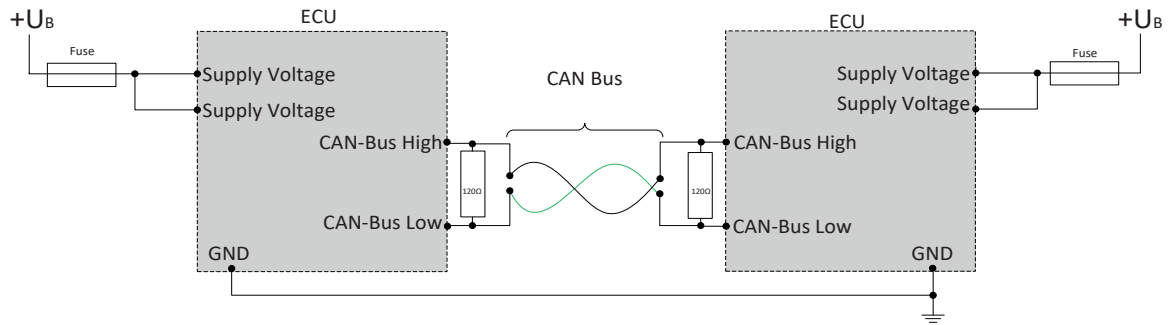 +UB
ECU
ECU
+UB
Fuse
Fuse
Supply Voltage
Supply Voltage
CAN Bus
Supply Voltage
Supply Voltage
CAN-Bus High
CAN-Bus High
120Ω
120Ω
CAN-Bus Low
CAN-Bus Low
GND
GND